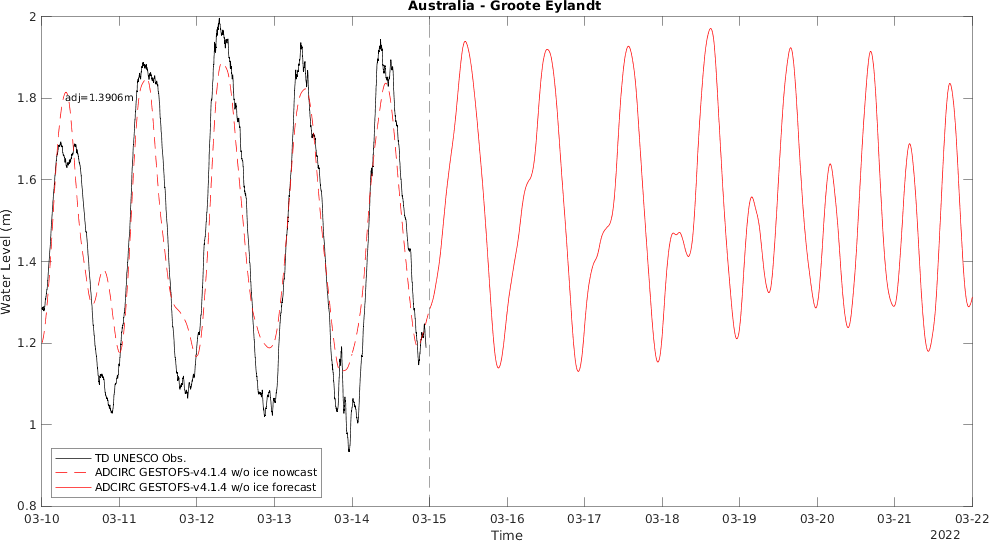 Australia - Groote Eylandt
2
1.8
1.6
1.4
1.2
1
0.8
Water Level (m)
adj=1.3906m
TD UNESCO Obs.
ADCIRC GESTOFS-v4.1.4 w/o ice nowcast
ADCIRC GESTOFS-v4.1.4 w/o ice forecast
03-10 03-11 03-12 03-13 03-14 03-15 03-16 03-17 03-18 03-19 03-20 03-21 03-22
Time
2022